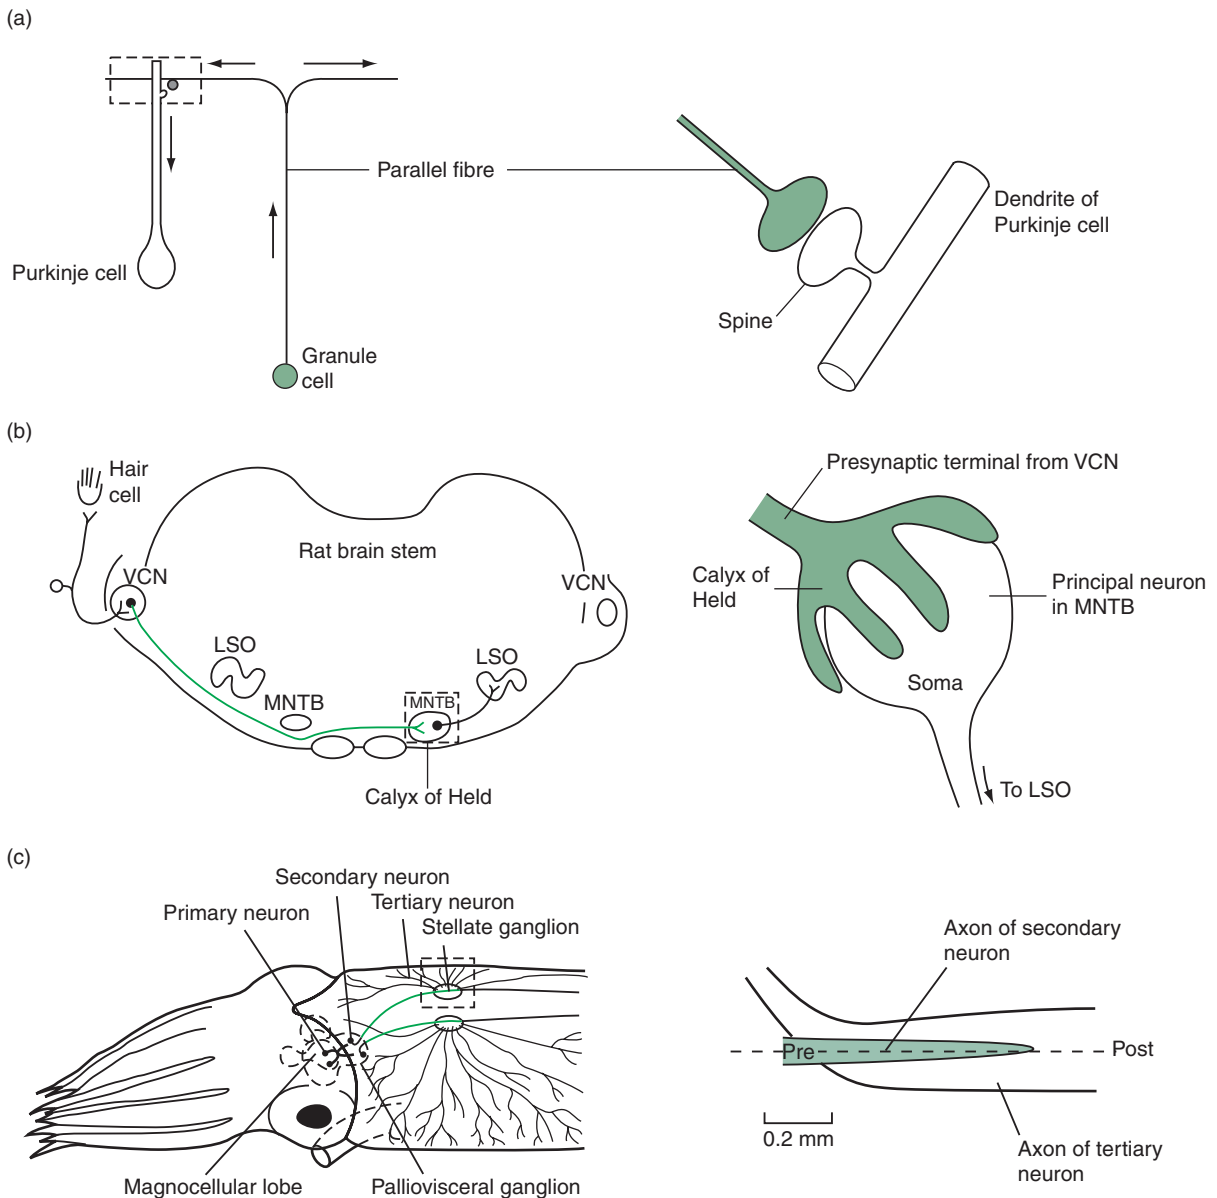 (a)
Parallel fibre
Dendrite of
Purkinje cell
Purkinje cell
Spine
Granule
cell
(b)
Hair
cell
Presynaptic terminal from VCN
Rat brain stem
VCN
VCN
Calyx of
Held
Principal neuron
in MNTB
LSO
LSO
MNTB
MNTB
Soma
Calyx of Held
To LSO
(c)
Secondary neuron
Tertiary neuron
Primary neuron
Stellate ganglion
Axon of secondary
neuron
Pre
Post
0.2 mm
Axon of tertiary
neuron
Magnocellular lobe
Palliovisceral ganglion